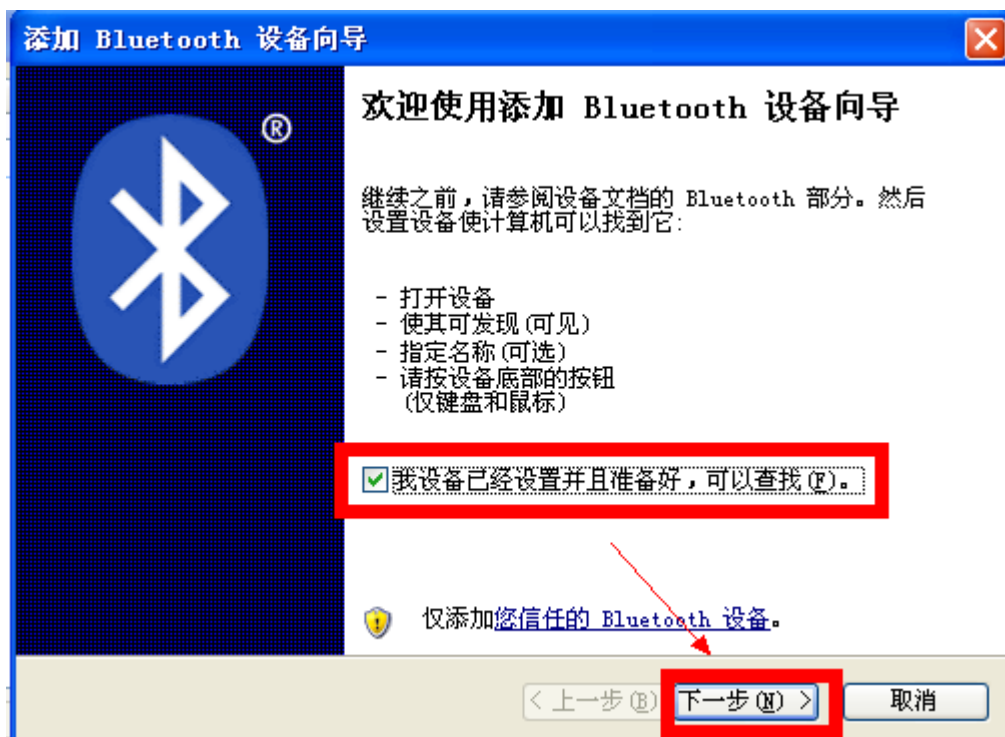 添加 Bluetooth 设备向导
®
欢迎使用添加 Bluetooth 设备向导
继续之前，请参阅设备文档的 Bluetooth 部分。然后
设置设备使计算机可以找到它:
- 打开设备
- 使其可发现(可见)
- 指定名称(可选)
- 请按设备底部的按钮
(仅键盘和鼠标)
我设备已经设置并且准备好，可以查找(F)。
仅添加您信任的 Bluetooth 设备。
< 上一步(B) 下一步(N) > 取消